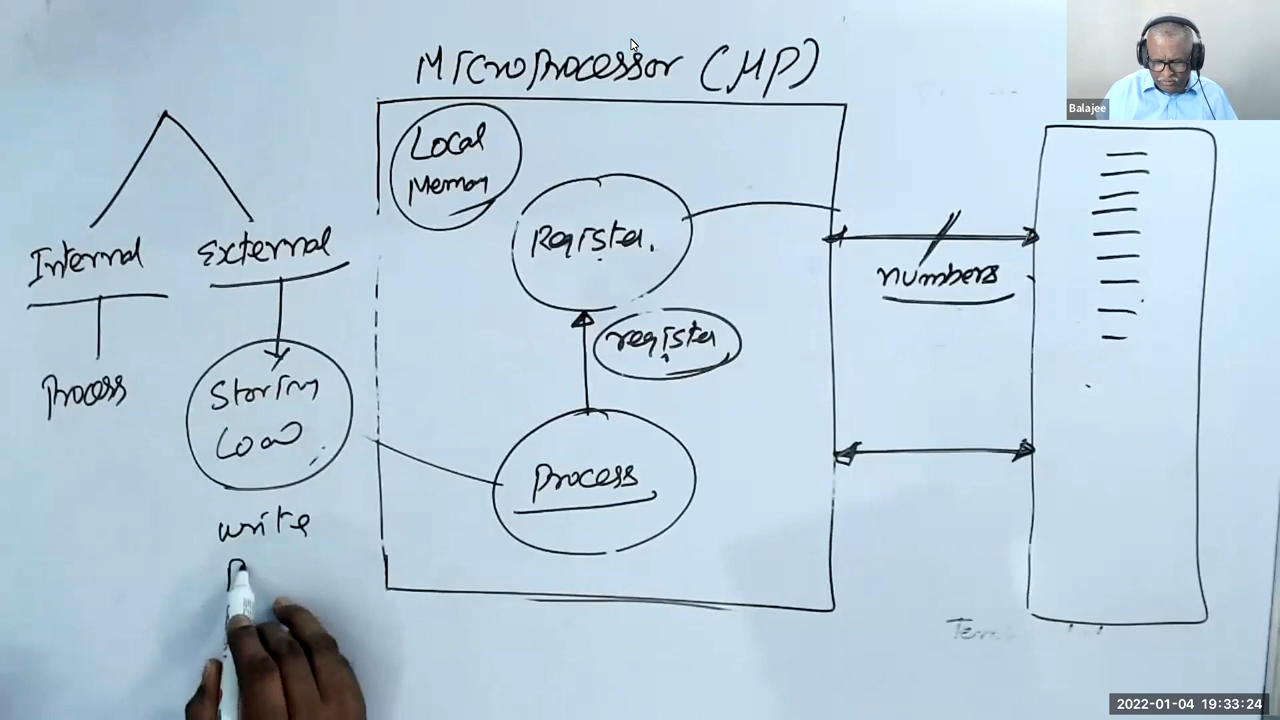 Microprocessor (MP)
Local
Memory
Register.
Internal
External
numbers
register
Process
Storing
Load
Process
write
Balajee
2022-01-04 19:33:24